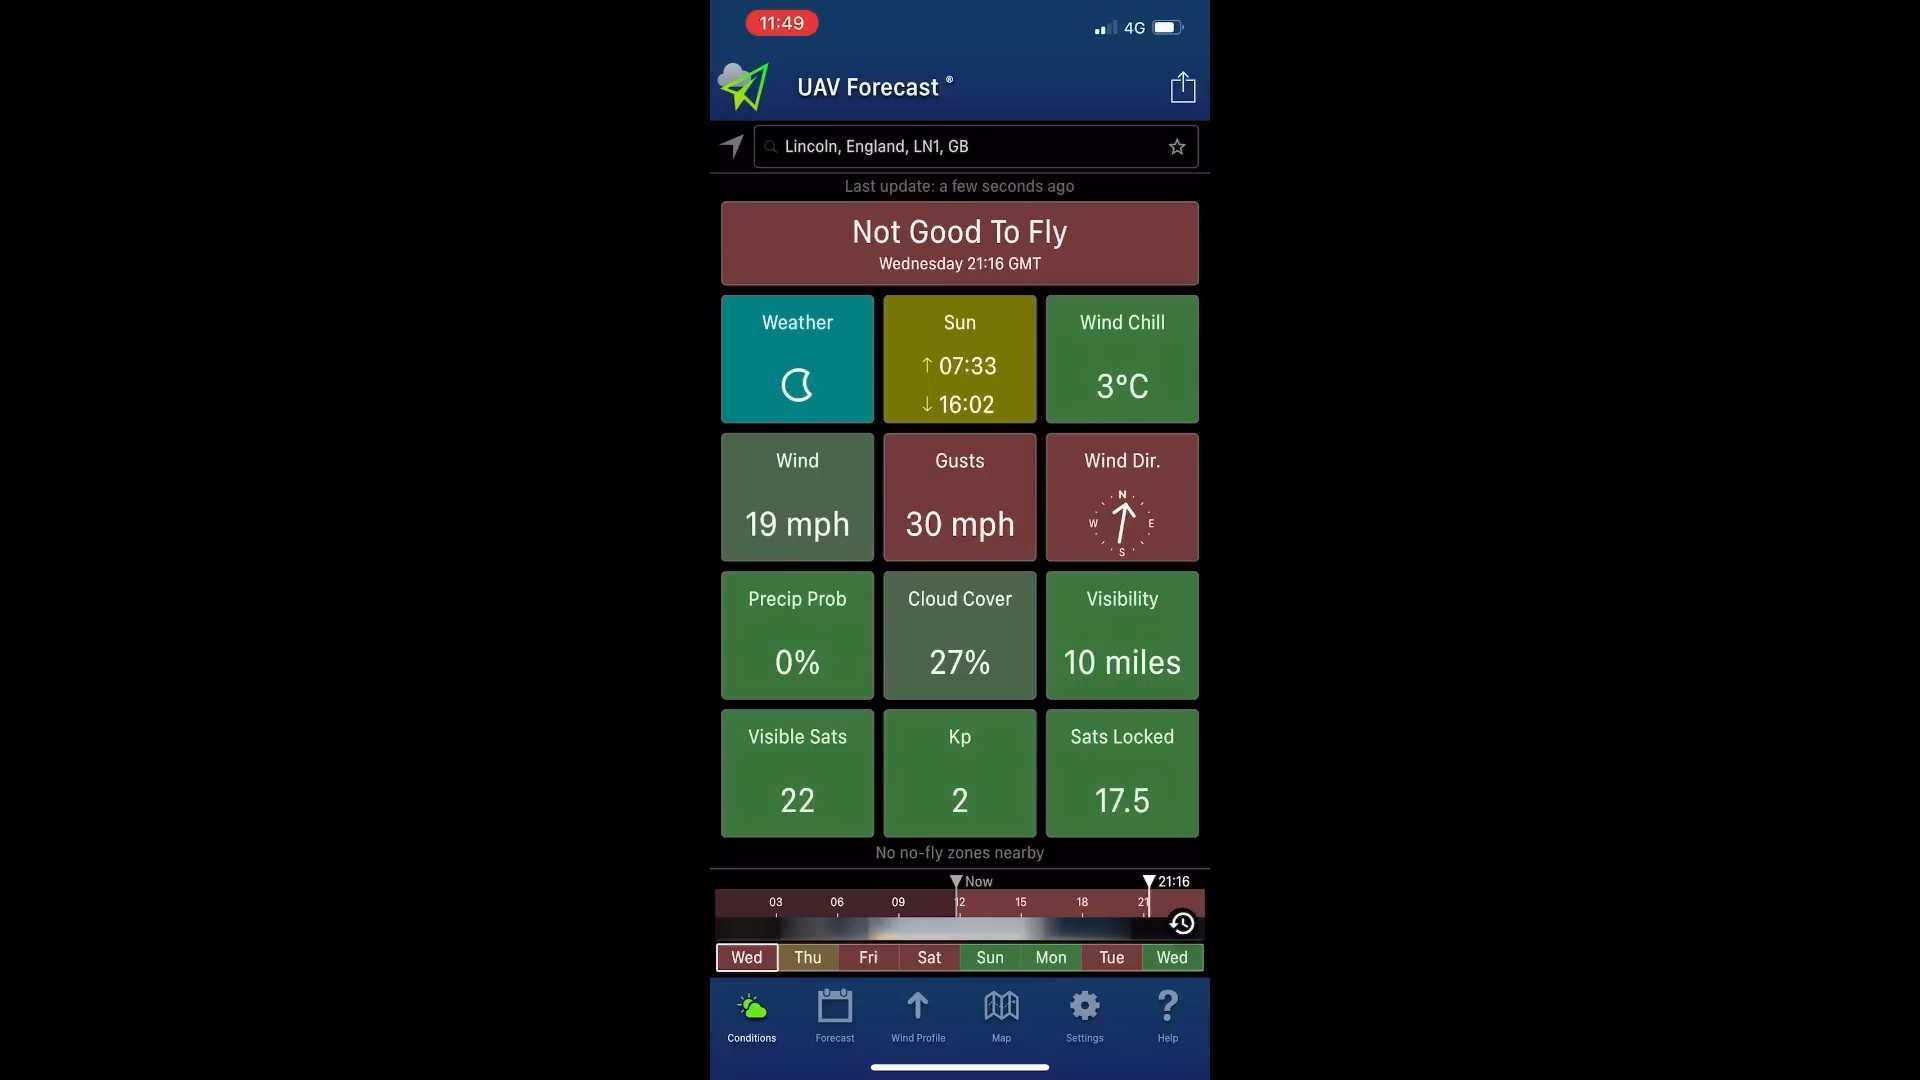 11:49
4G
UAV Forecast ®
Lincoln, England, LN1, GB
Last update: a few seconds ago
Not Good To Fly
Wednesday 21:16 GMT
Weather
Sun
↑ 07:33
↓ 16:02
Wind Chill
3°C
Wind
19 mph
Gusts
30 mph
Wind Dir.
N
W E
S
Precip Prob
0%
Cloud Cover
27%
Visibility
10 miles
Visible Sats
22
Kp
2
Sats Locked
17.5
No no-fly zones nearby
Now 21:16
03 06 09 12 15 18 21
Wed Thu Fri Sat Sun Mon Tue Wed
Conditions Forecast Wind Profile Map Settings Help